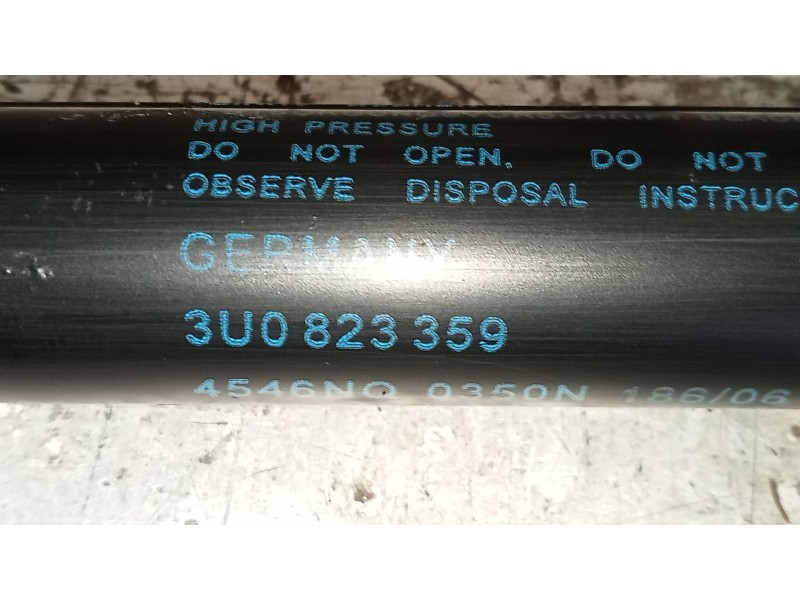 HIGH PRESSURE
DO NOT OPEN. DO NOT
OBSERVE DISPOSAL INSTRUC
GERMANY
3U0 823 359
4546NQ 0350N 186/06